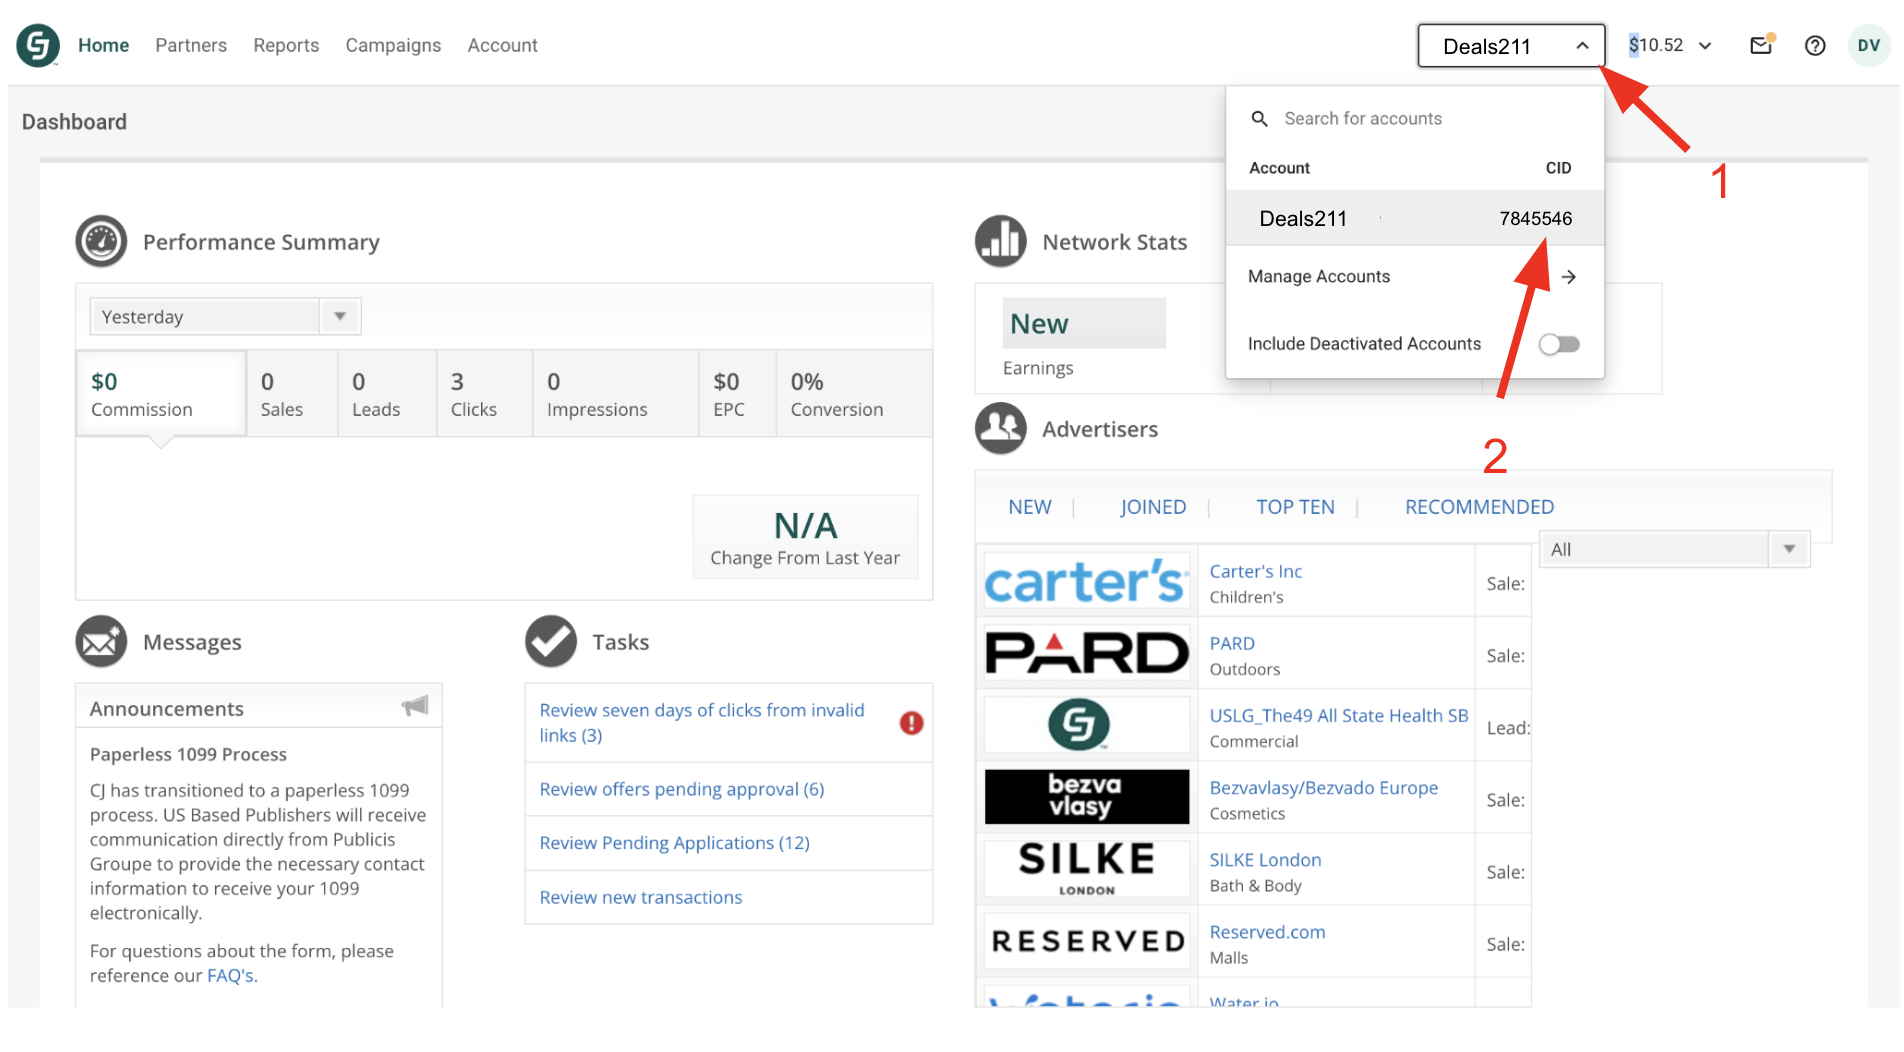 Home Partners Reports Campaigns Account
Deals211
$10.52
DV
Dashboard
Search for accounts
Account CID
Deals211 7845546
Manage Accounts
Include Deactivated Accounts
1
2
Performance Summary
Yesterday
$0
Commission
0
Sales
0
Leads
3
Clicks
0
Impressions
$0
EPC
0%
Conversion
N/A
Change From Last Year
Network Stats
New
Earnings
Advertisers
NEW | JOINED | TOP TEN | RECOMMENDED
All
carter's
Carter's Inc
Children's
Sale:
PARD
PARD
Outdoors
Sale:
USLG_The49 All State Health SB
Commercial
Lead:
bezva
vlasy
Bezvavlasy/Bezvado Europe
Cosmetics
Sale:
SILKE
LONDON
SILKE London
Bath & Body
Sale:
RESERVED
Reserved.com
Malls
Sale:
Messages
Announcements
Paperless 1099 Process
CJ has transitioned to a paperless 1099
process. US Based Publishers will receive
communication directly from Publicis
Groupe to provide the necessary contact
information to receive your 1099
electronically.
For questions about the form, please
reference our FAQ's.
Tasks
Review seven days of clicks from invalid
links (3)
Review offers pending approval (6)
Review Pending Applications (12)
Review new transactions